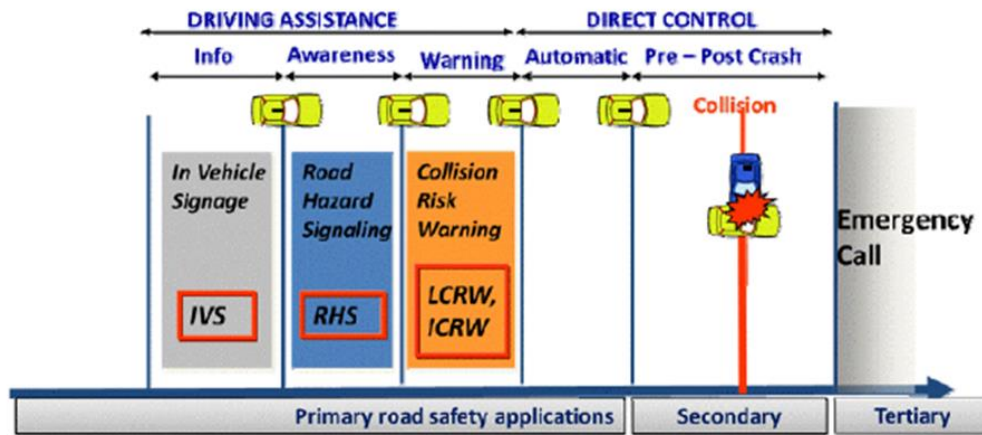 DRIVING ASSISTANCE
DIRECT CONTROL
Info
Awareness
Warning
Automatic
Pre – Post Crash
Collision
In Vehicle
Signage
Road
Hazard
Signaling
Collision
Risk
Warning
Emergency
Call
IVS
RHS
LCRW,
ICRW
Primary road safety applications
Secondary
Tertiary